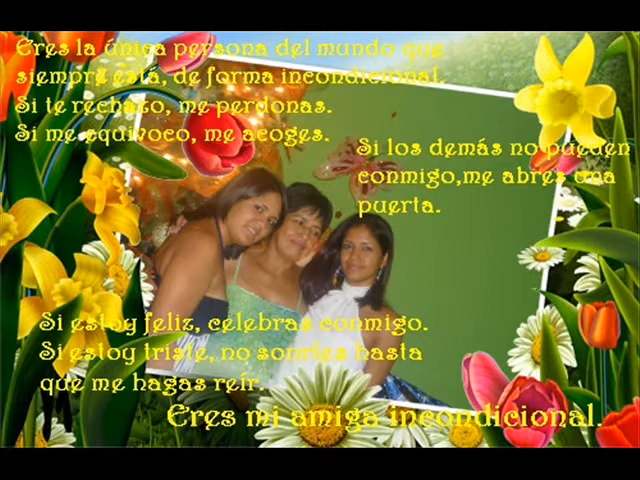 Eres la única persona del mundo que
siempre está, de forma incondicional.
Si te rechazo, me perdonas.
Si me equivoco, me acoges.
Si los demás no pueden
conmigo,me abres una
puerta.
Si estoy feliz, celebras conmigo.
Si estoy triste, no sonríes hasta
que me hagas reír.
Eres mi amiga incondicional.